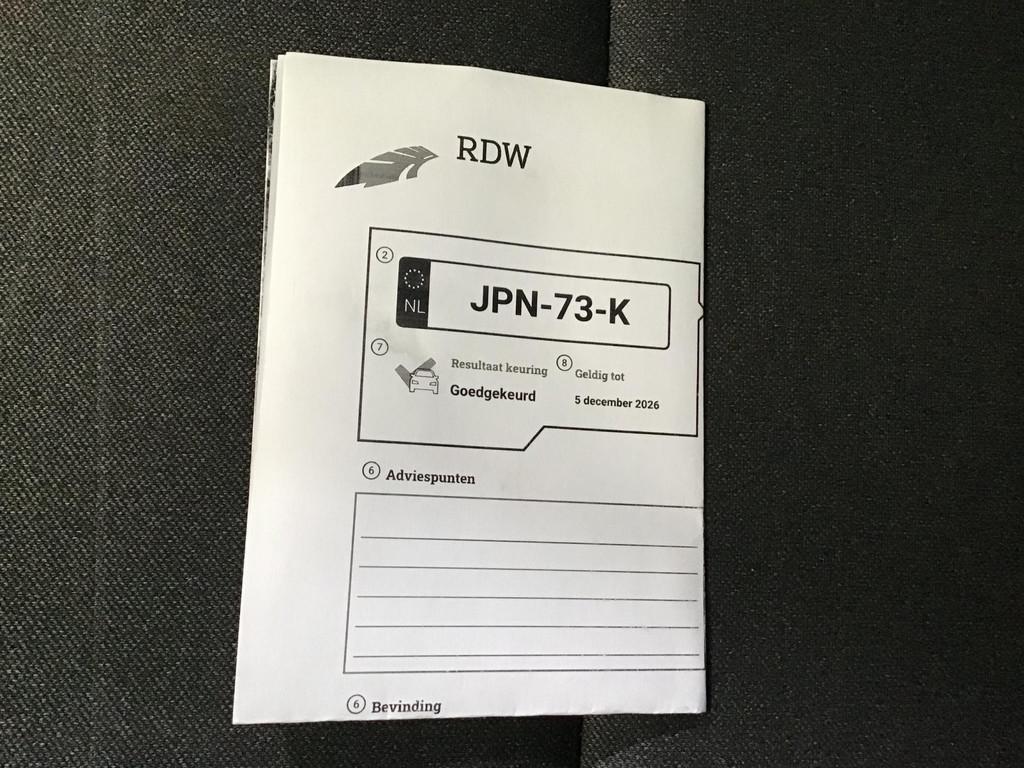 RDW
2
NL
JPN-73-K
7
Resultaat keuring
Goedgekeurd
8
Geldig tot
5 december 2026
6 Adviespunten
6 Bevinding